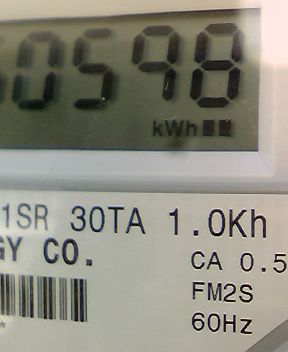 0598
kWh
1SR 30TA 1.0Kh
GY CO.
CA 0.5
FM2S
60Hz